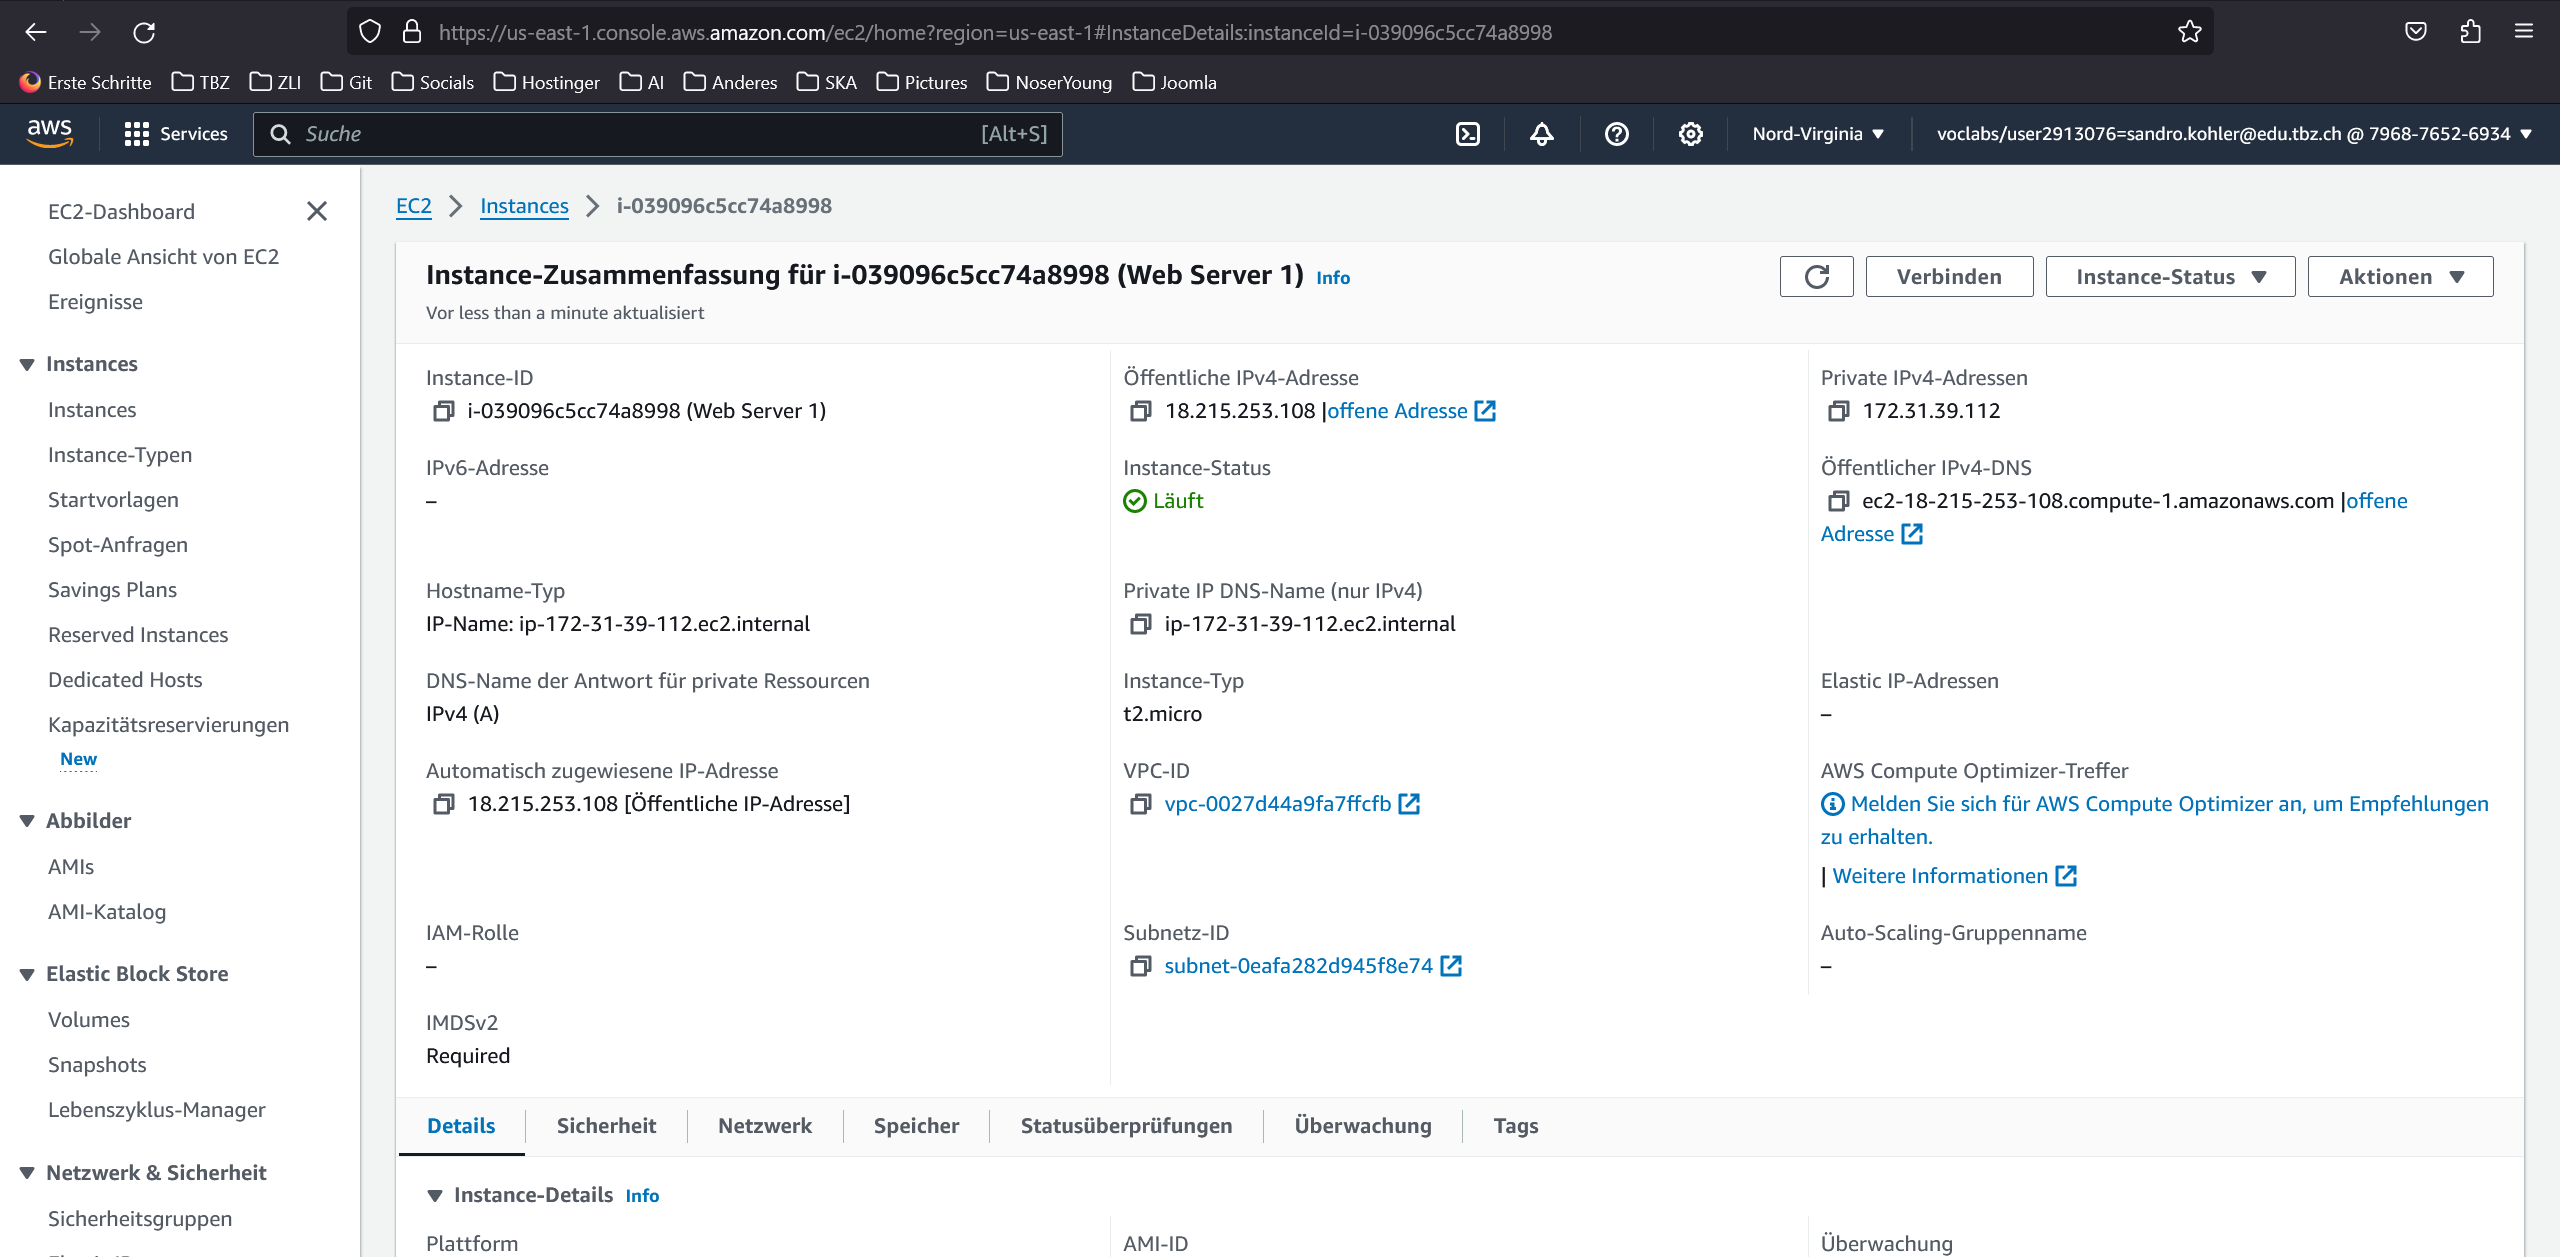 https://us-east-1.console.aws.amazon.com/ec2/home?region=us-east-1#InstanceDetails:instanceId=i-039096c5cc74a8998
Erste Schritte TBZ ZLI Git Socials Hostinger AI Anderes SKA Pictures NoserYoung Joomla
aws Services Suche [Alt+S] Nord-Virginia voclabs/user2913076=sandro.kohler@edu.tbz.ch @ 7968-7652-6934
EC2-Dashboard
Globale Ansicht von EC2
Ereignisse
Instances
Instances
Instance-Typen
Startvorlagen
Spot-Anfragen
Savings Plans
Reserved Instances
Dedicated Hosts
Kapazitätsreservierungen
New
Abbilder
AMIs
AMI-Katalog
Elastic Block Store
Volumes
Snapshots
Lebenszyklus-Manager
Netzwerk & Sicherheit
Sicherheitsgruppen
EC2 Instances i-039096c5cc74a8998
Instance-Zusammenfassung für i-039096c5cc74a8998 (Web Server 1) Info
Vor less than a minute aktualisiert
Verbinden Instance-Status Aktionen
Instance-ID
i-039096c5cc74a8998 (Web Server 1)
Öffentliche IPv4-Adresse
18.215.253.108 |offene Adresse
Private IPv4-Adressen
172.31.39.112
IPv6-Adresse
–
Instance-Status
Läuft
Öffentlicher IPv4-DNS
ec2-18-215-253-108.compute-1.amazonaws.com |offene
Adresse
Hostname-Typ
IP-Name: ip-172-31-39-112.ec2.internal
Private IP DNS-Name (nur IPv4)
ip-172-31-39-112.ec2.internal
DNS-Name der Antwort für private Ressourcen
IPv4 (A)
Instance-Typ
t2.micro
Elastic IP-Adressen
–
Automatisch zugewiesene IP-Adresse
18.215.253.108 [Öffentliche IP-Adresse]
VPC-ID
vpc-0027d44a9fa7ffcfb
AWS Compute Optimizer-Treffer
Melden Sie sich für AWS Compute Optimizer an, um Empfehlungen
zu erhalten.
| Weitere Informationen
IAM-Rolle
–
Subnetz-ID
subnet-0eafa282d945f8e74
Auto-Scaling-Gruppenname
–
IMDSv2
Required
Details Sicherheit Netzwerk Speicher Statusüberprüfungen Überwachung Tags
Instance-Details Info
Plattform
AMI-ID
Überwachung